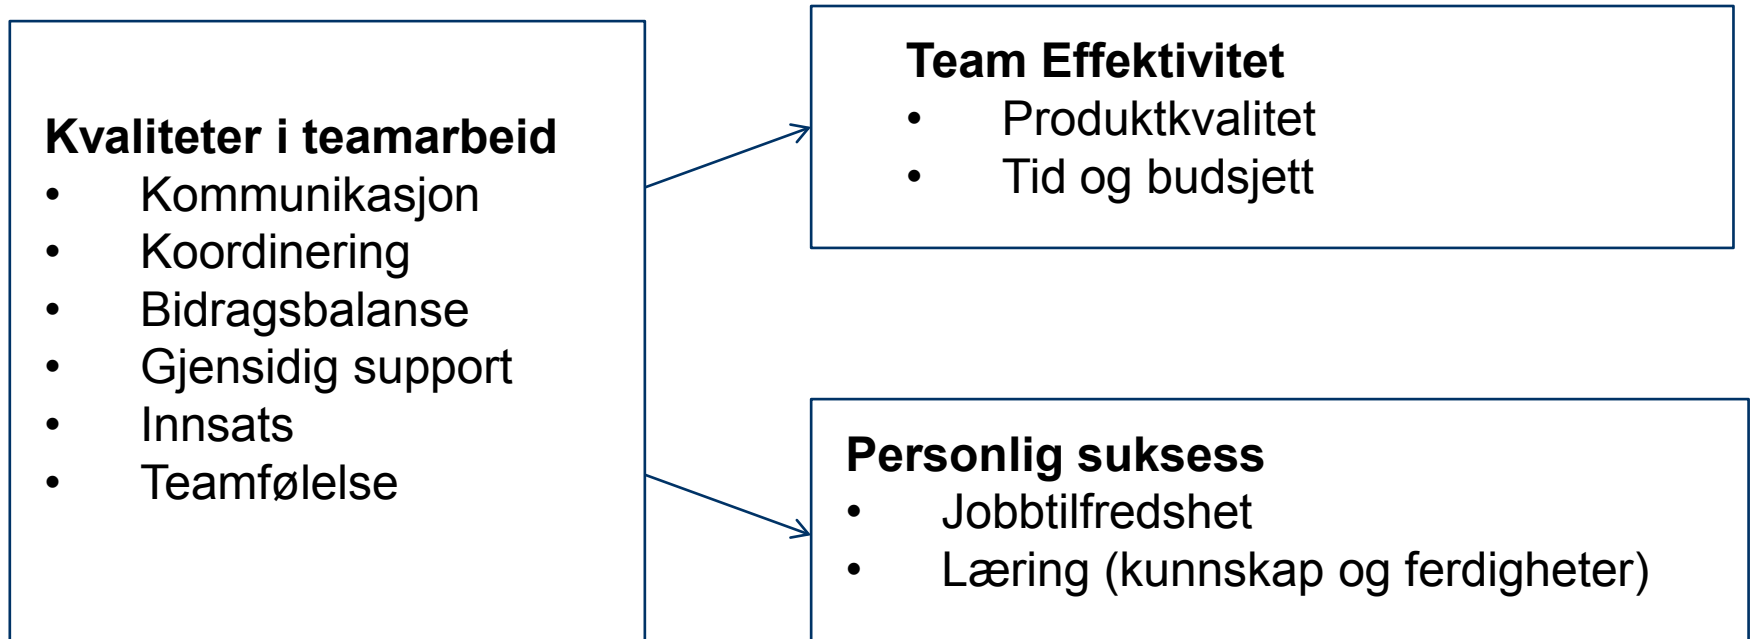 Kvaliteter i teamarbeid
• Kommunikasjon
• Koordinering
• Bidragsbalanse
• Gjensidig support
• Innsats
• Teamfølelse
Team Effektivitet
• Produktkvalitet
• Tid og budsjett
Personlig suksess
• Jobbtilfredshet
• Læring (kunnskap og ferdigheter)